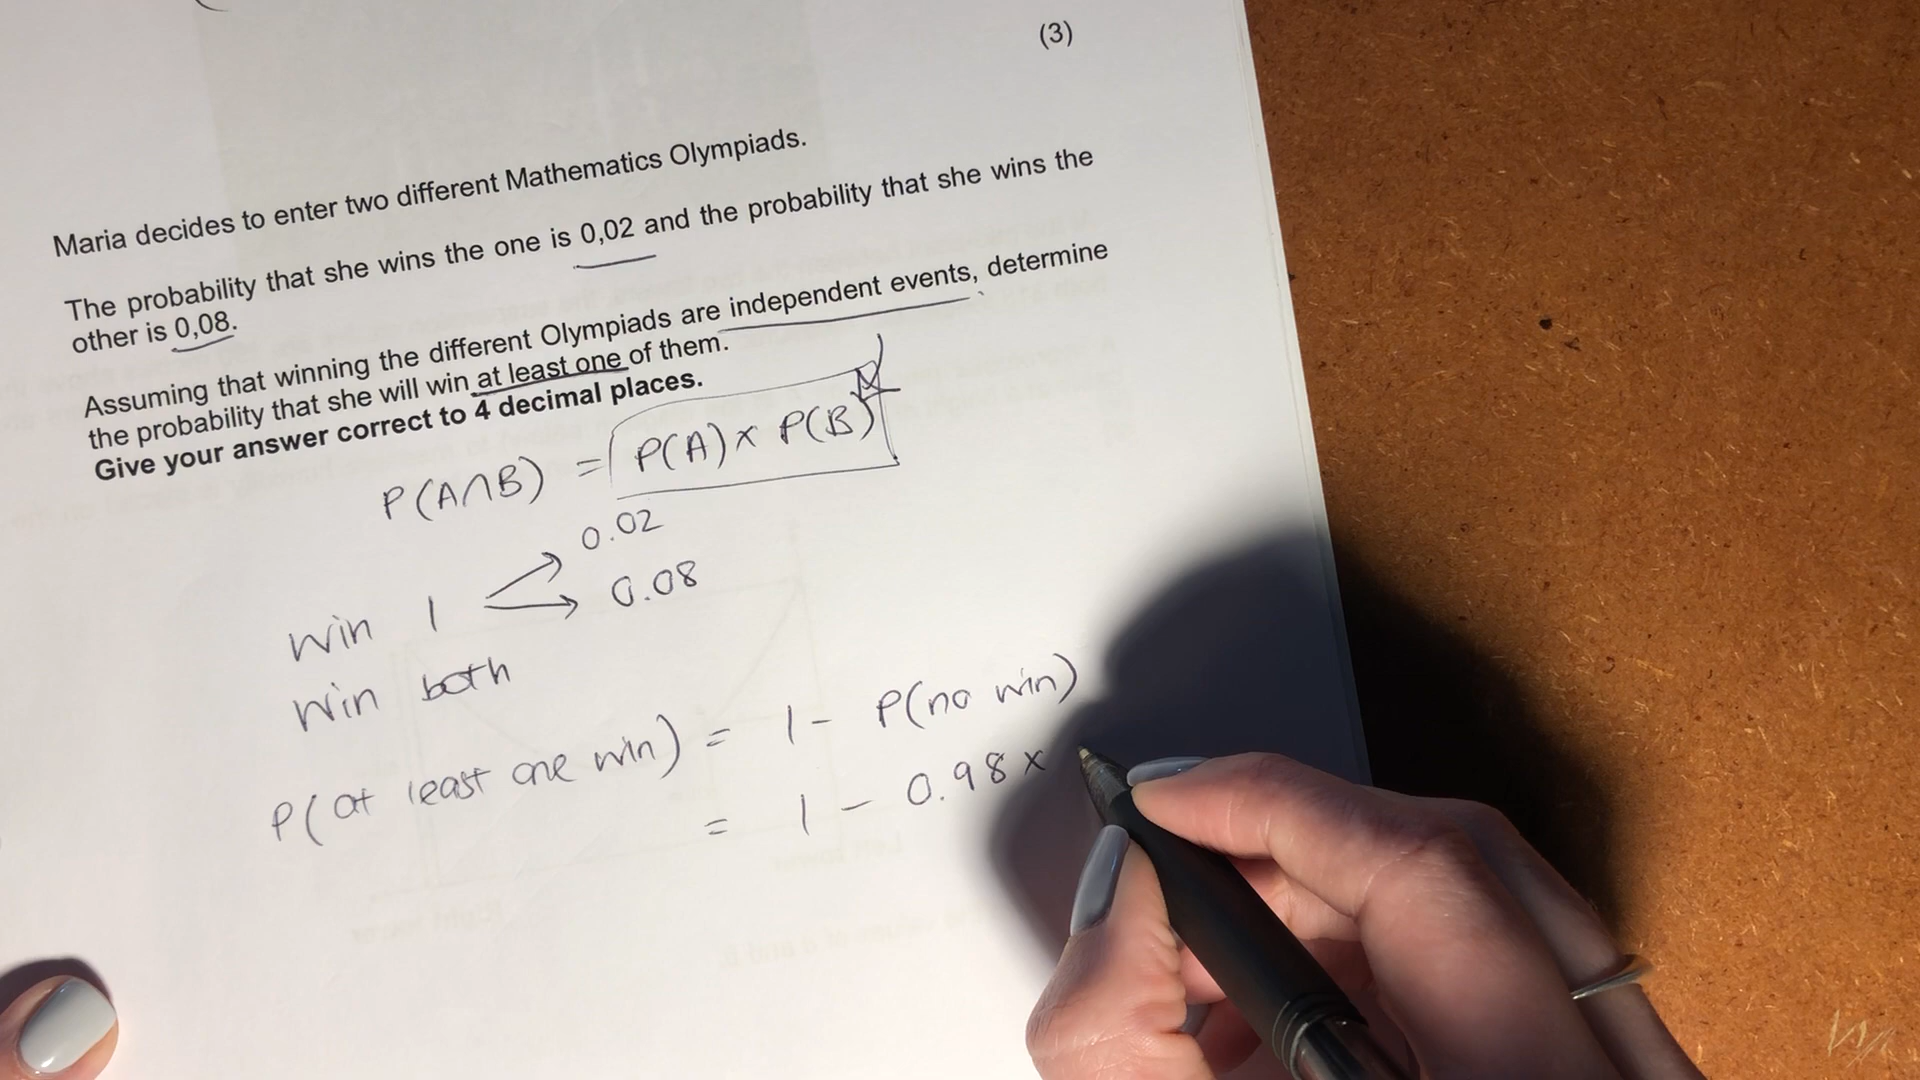 (3)
Maria decides to enter two different Mathematics Olympiads.
The probability that she wins the one is 0,02 and the probability that she wins the
other is 0,08.
Assuming that winning the different Olympiads are independent events, determine
the probability that she will win at least one of them.
Give your answer correct to 4 decimal places.
P(A∩B) = P(A) × P(B)
0.02
Win 1 0.08
Win both
P(at least one win) = 1 - P(no win)
= 1 - 0.98 ×